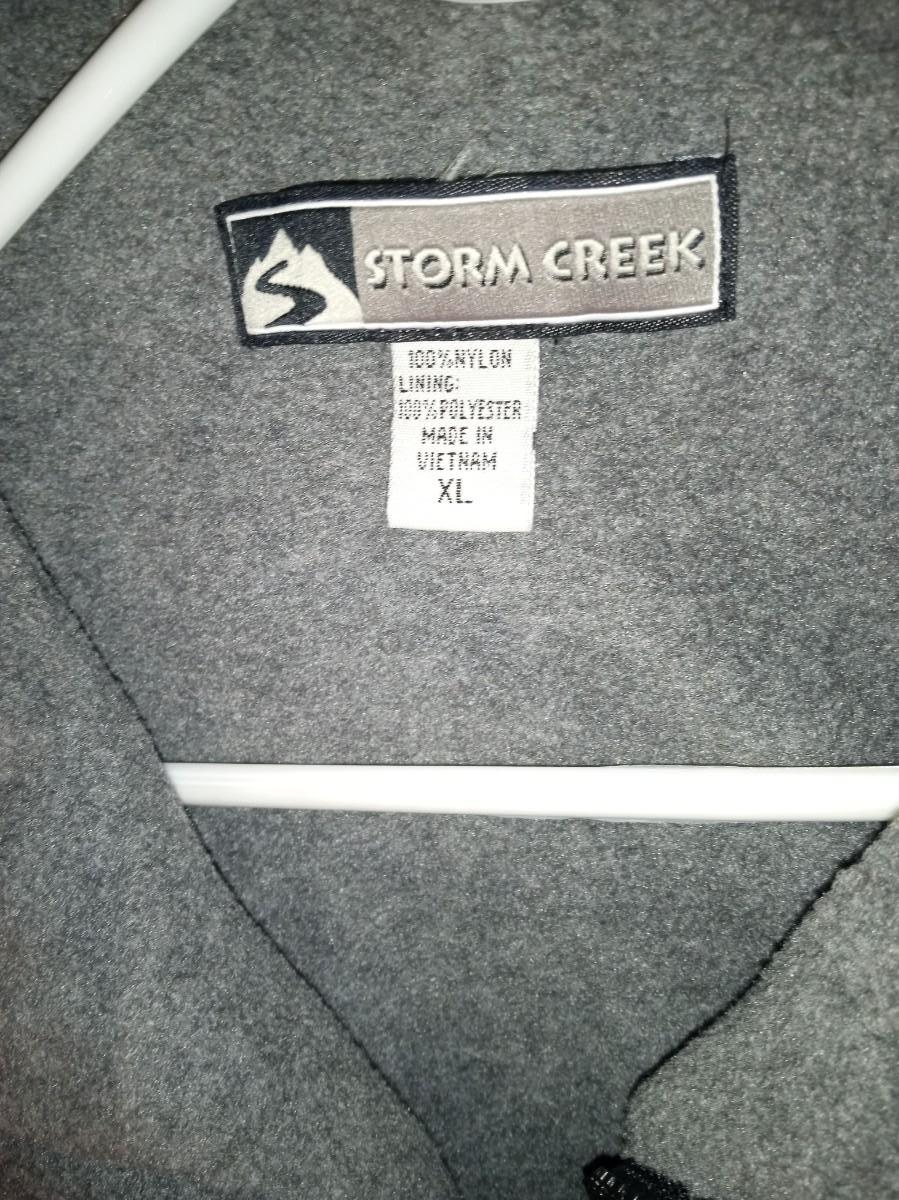 STORM CREEK
100%NYLON
LINING:
100%POLYESTER
MADE IN
VIETNAM
XL